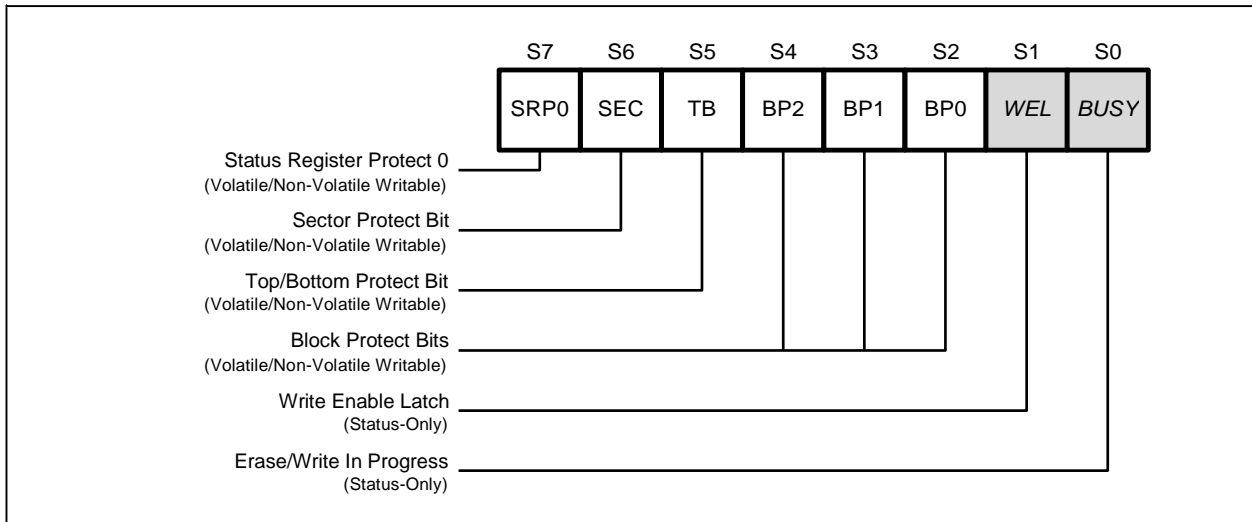 S7 S6 S5 S4 S3 S2 S1 S0
SRP0 SEC TB BP2 BP1 BP0 WEL BUSY
Status Register Protect 0
(Volatile/Non-Volatile Writable)
Sector Protect Bit
(Volatile/Non-Volatile Writable)
Top/Bottom Protect Bit
(Volatile/Non-Volatile Writable)
Block Protect Bits
(Volatile/Non-Volatile Writable)
Write Enable Latch
(Status-Only)
Erase/Write In Progress
(Status-Only)